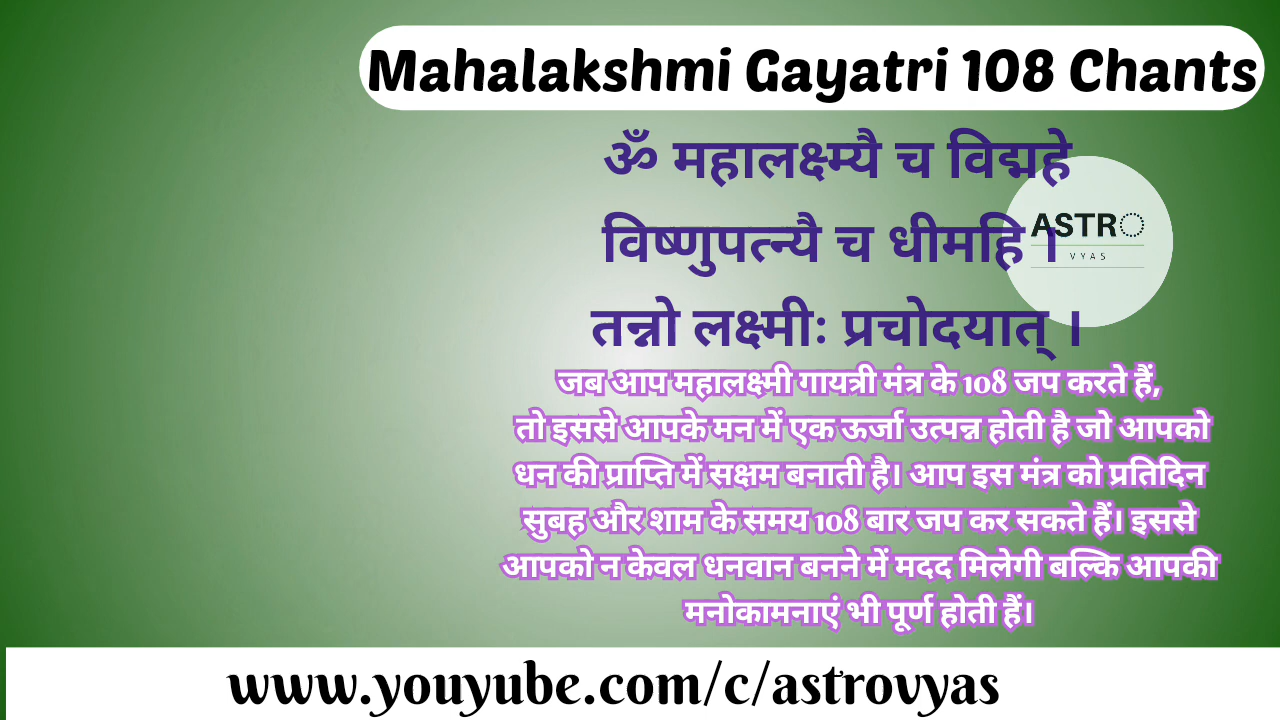 Mahalakshmi Gayatri 108 Chants
ॐ महालक्ष्म्यै च विद्महे
विष्णुपत्न्यै च धीमहि ।
तन्नो लक्ष्मीः प्रचोदयात् ।
ASTRO
VYAS
जब आप महालक्ष्मी गायत्री मंत्र के 108 जप करते हैं,
तो इससे आपके मन में एक ऊर्जा उत्पन्न होती है जो आपको
धन की प्राप्ति में सक्षम बनाती है। आप इस मंत्र को प्रतिदिन
सुबह और शाम के समय 108 बार जप कर सकते हैं। इससे
आपको न केवल धनवान बनने में मदद मिलेगी बल्कि आपकी
मनोकामनाएं भी पूर्ण होती हैं।
www.youyube.com/c/astrovyas